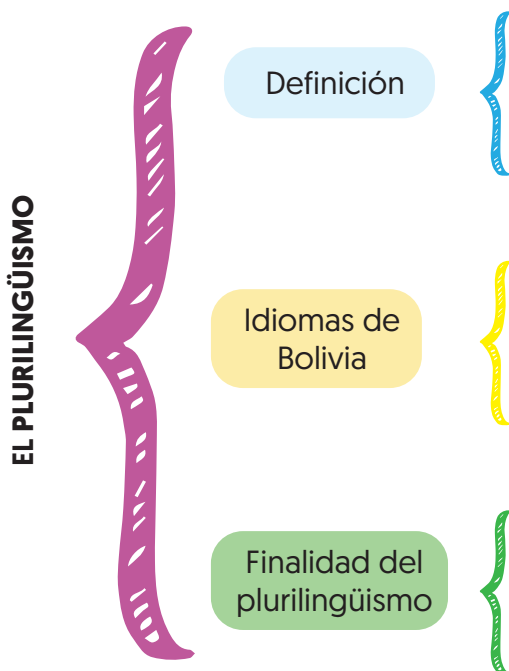 EL PLURILINGÜISMO
Definición
Idiomas de
Bolivia
Finalidad del
plurilingüismo